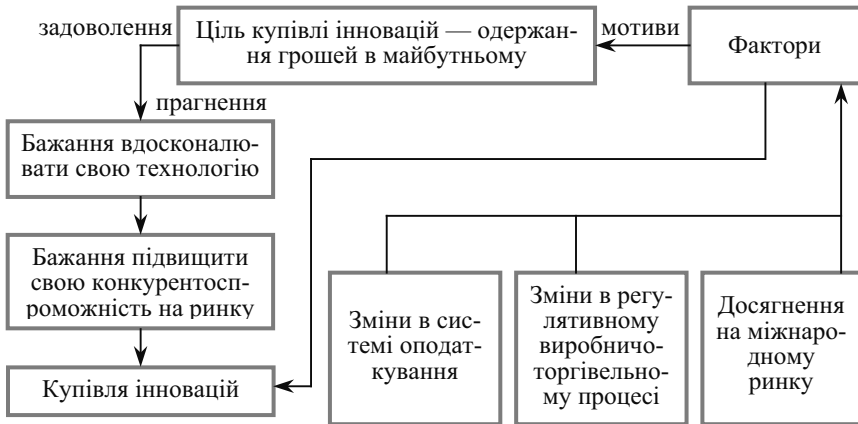 задоволення
Ціль купівлі інновацій — одержан-
ня грошей в майбутньому
мотиви
Фактори
прагнення
Бажання вдосконалю-
вати свою технологію
Бажання підвищити
свою конкурентосп-
роможність на ринку
Купівля інновацій
Зміни в сис-
темі оподат-
кування
Зміни в регу-
лятивному
виробничо-
торгівельно-
му процесі
Досягнення
на міжнаро-
дному
ринку